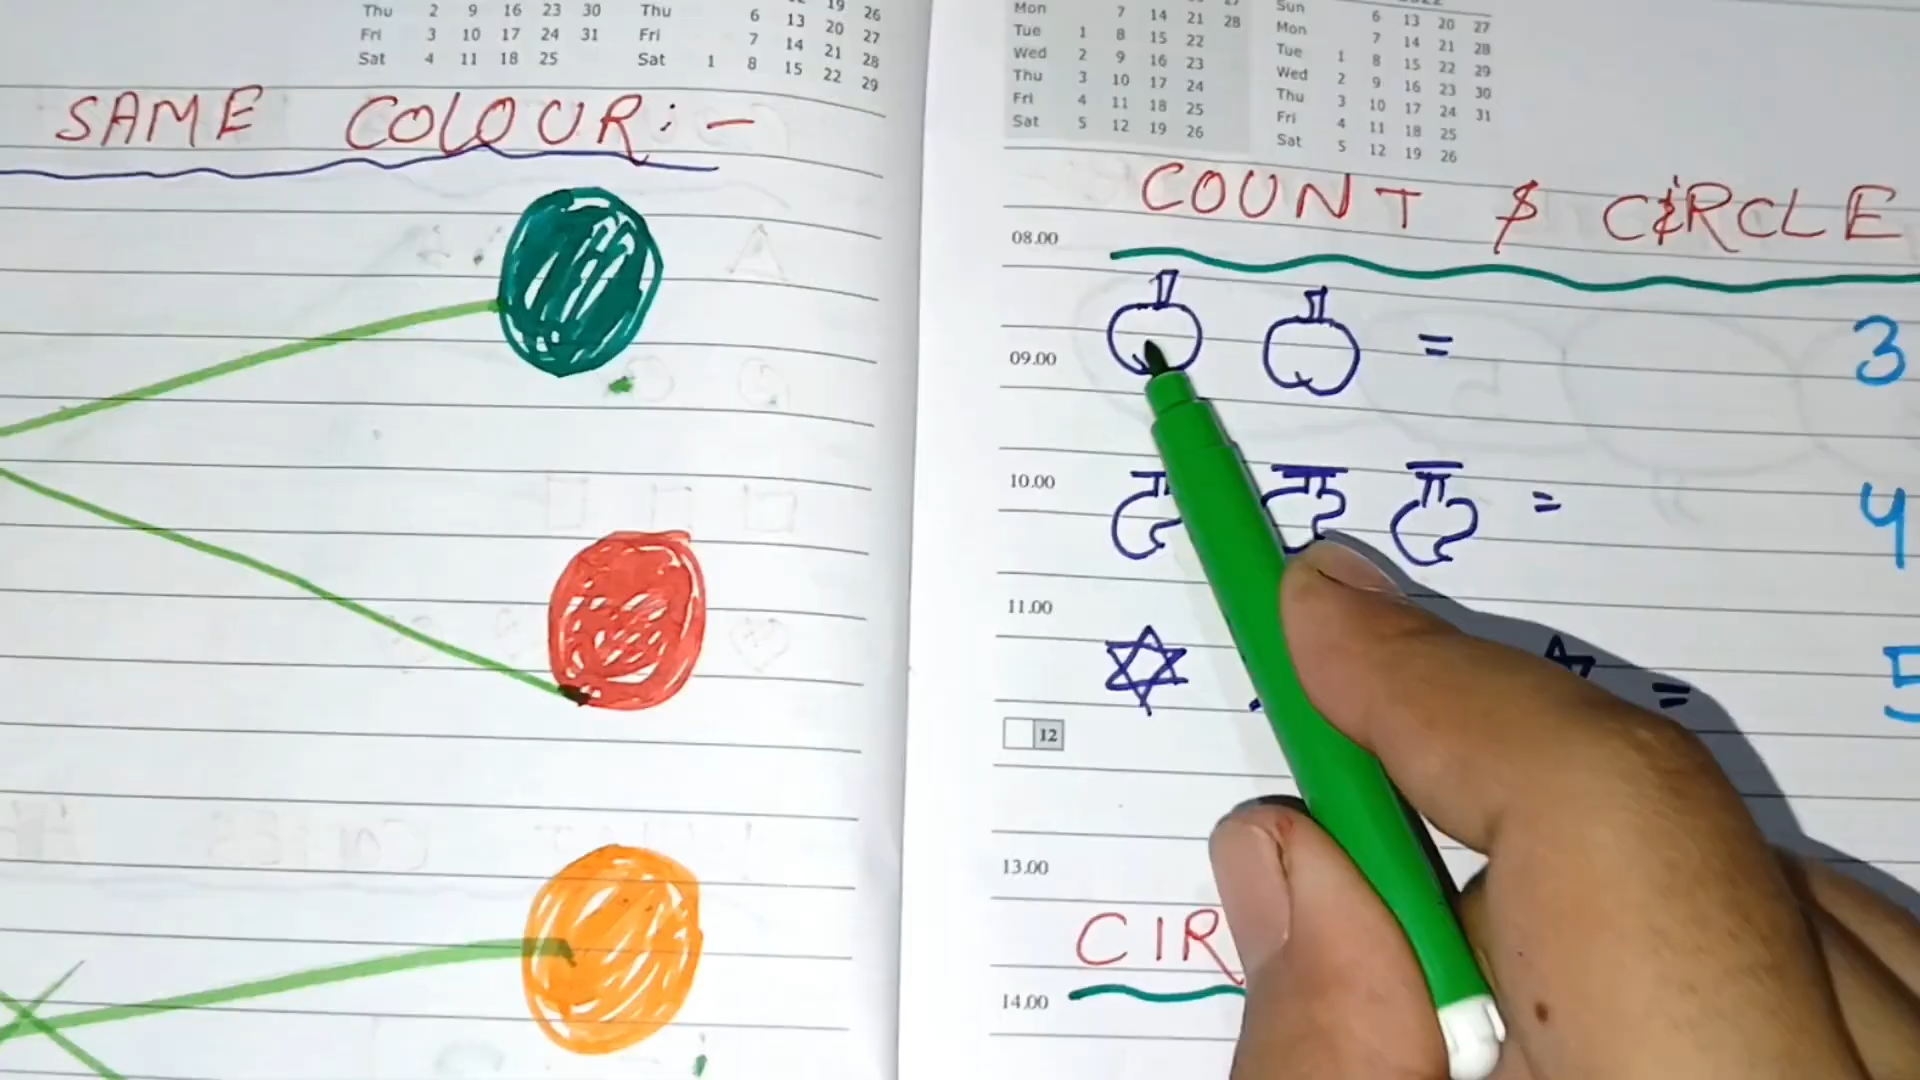 Thu 2 9 16 23 30
Fri 3 10 17 24 31
Sat 4 11 18 25
Thu 6 13 20 27
Fri 7 14 21 28
Sat 1 8 15 22 29
19 26
SAME COLOUR:-
Mon 7 14 21 28
Tue 1 8 15 22
Wed 2 9 16 23
Thu 3 10 17 24
Fri 4 11 18 25
Sat 5 12 19 26
Sun 6 13 20 27
Mon 7 14 21 28
Tue 1 8 15 22 29
Wed 2 9 16 23 30
Thu 3 10 17 24 31
Fri 4 11 18 25
Sat 5 12 19 26
COUNT & CIRCLE
08.00
= 3
09.00
10.00
= 4
11.00
= 5
12
13.00
CIR
14.00